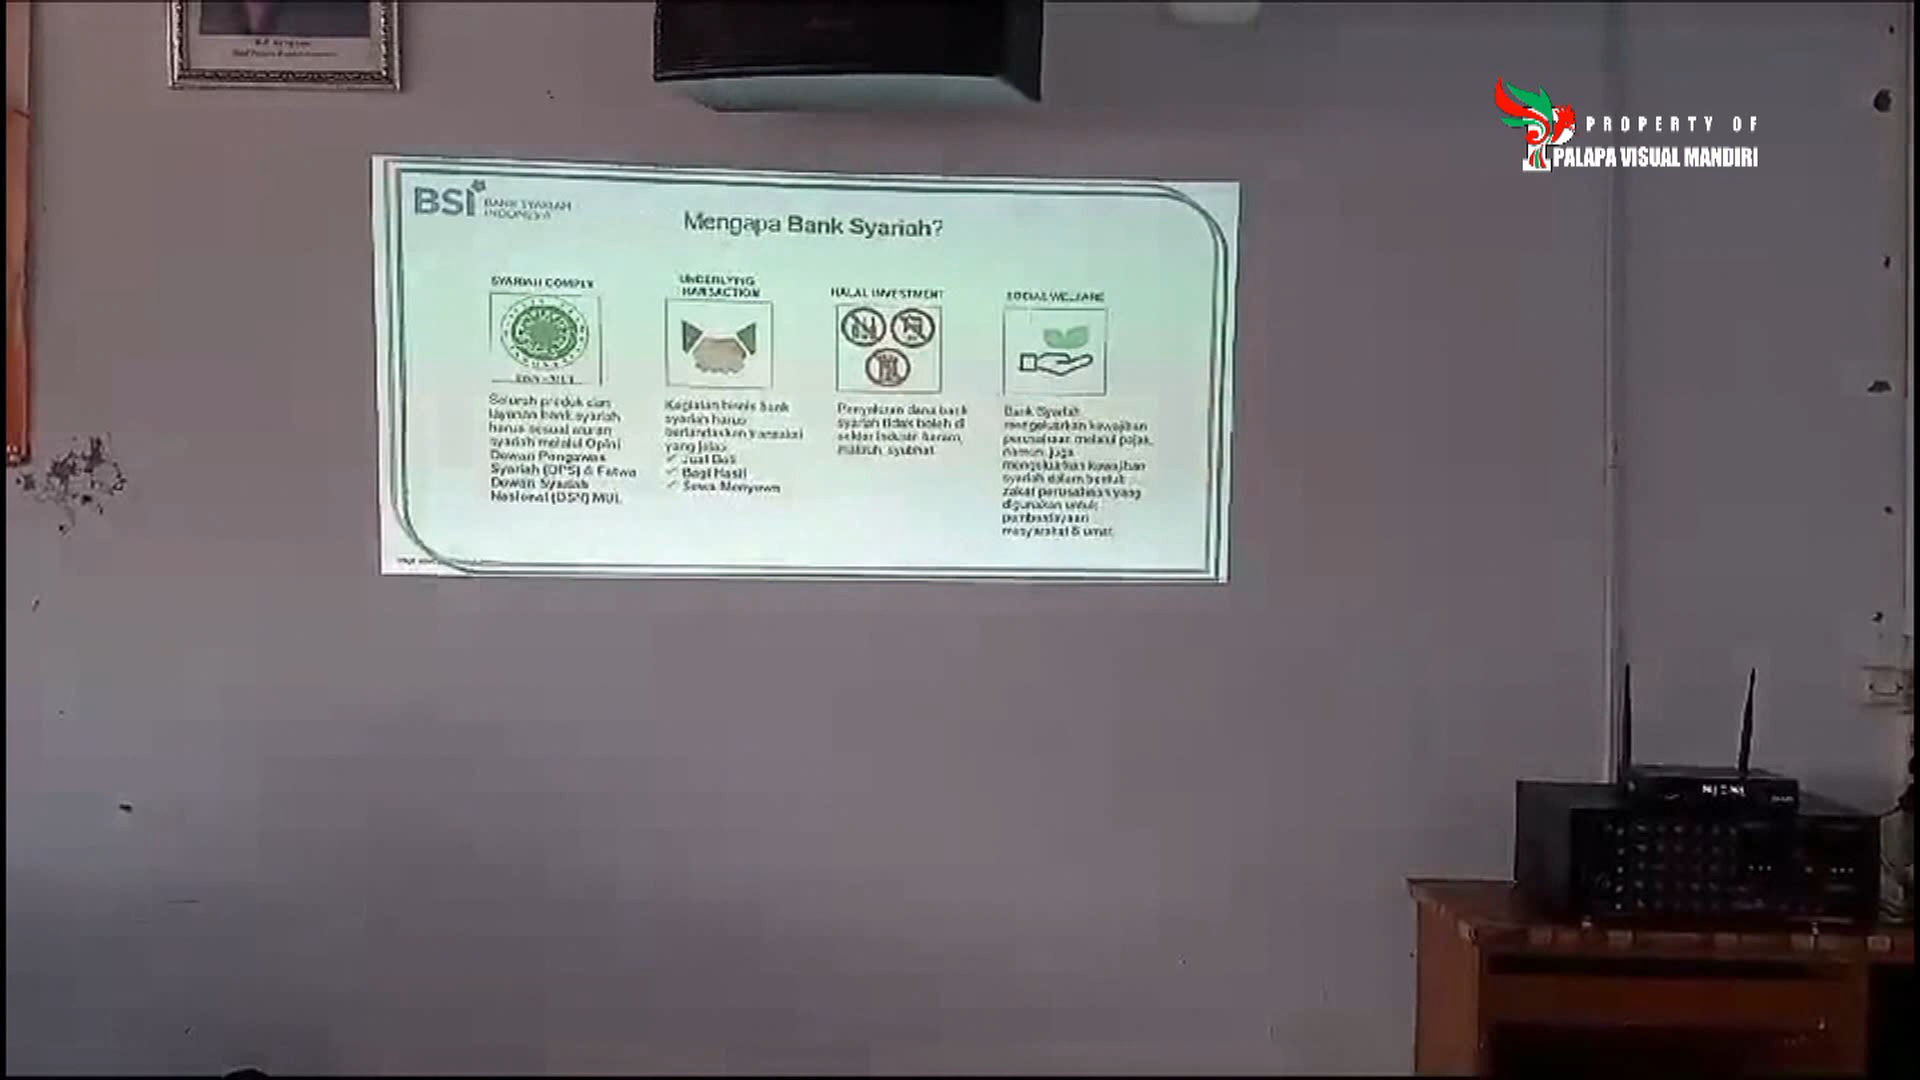 PROPERTY OF
PALAPA VISUAL MANDIRI
BSI BANK SYARIAH
INDONESIA
Mengapa Bank Syariah?
SYARIAH COMPLY
UNDERLYING
TRANSACTION
HALAL INVESTMENT
SOCIAL WELFARE
DSN - MUI
Seluruh produk dan
layanan bank syariah
harus sesuai aturan
syariah melalui Opini
Dewan Pengawas
Syariah (DPS) & Fatwa
Dewan Syariah
Nasional (DSN) MUI.
Kegiatan bisnis bank
syariah harus
berlandaskan transaksi
yang jelas
✓ Jual Beli
✓ Bagi Hasil
✓ Sewa Menyewa
Penyaluran dana bank
syariah tidak boleh di
sektor industri haram,
makruh, syubhat.
Bank Syariah
mengeluarkan kewajiban
perusahaan melalui pajak,
namun juga
mengeluarkan kewajiban
syariah dalam bentuk
zakat perusahaan yang
digunakan untuk
pemberdayaan
masyarakat & umat.